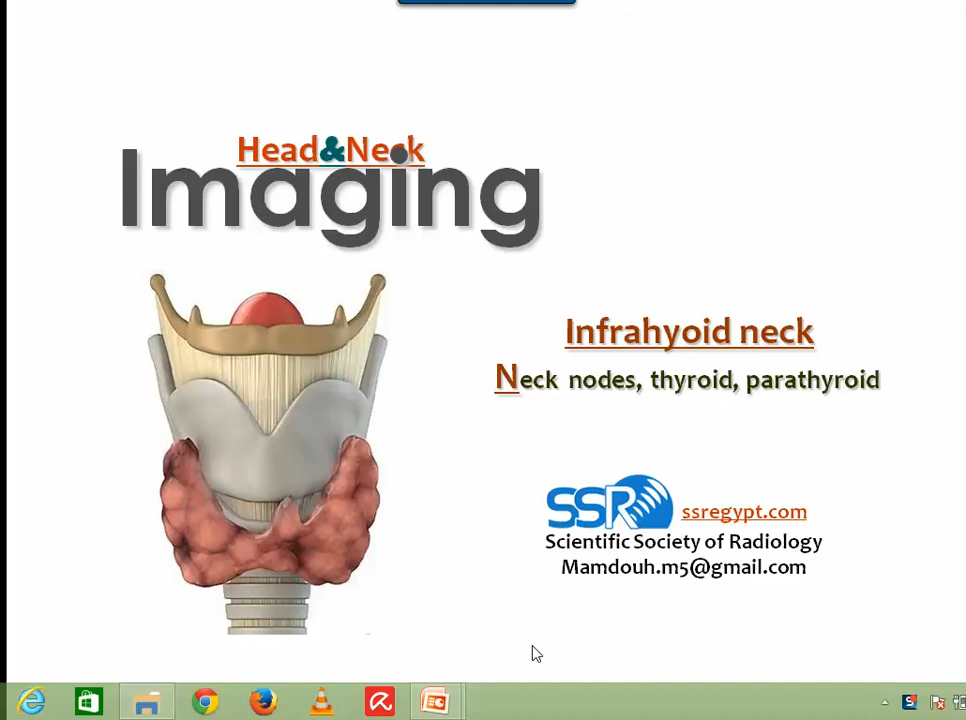 Head&Neck
Imaging
Infrahyoid neck
Neck nodes, thyroid, parathyroid
SSR ssregypt.com
Scientific Society of Radiology
Mamdouh.m5@gmail.com